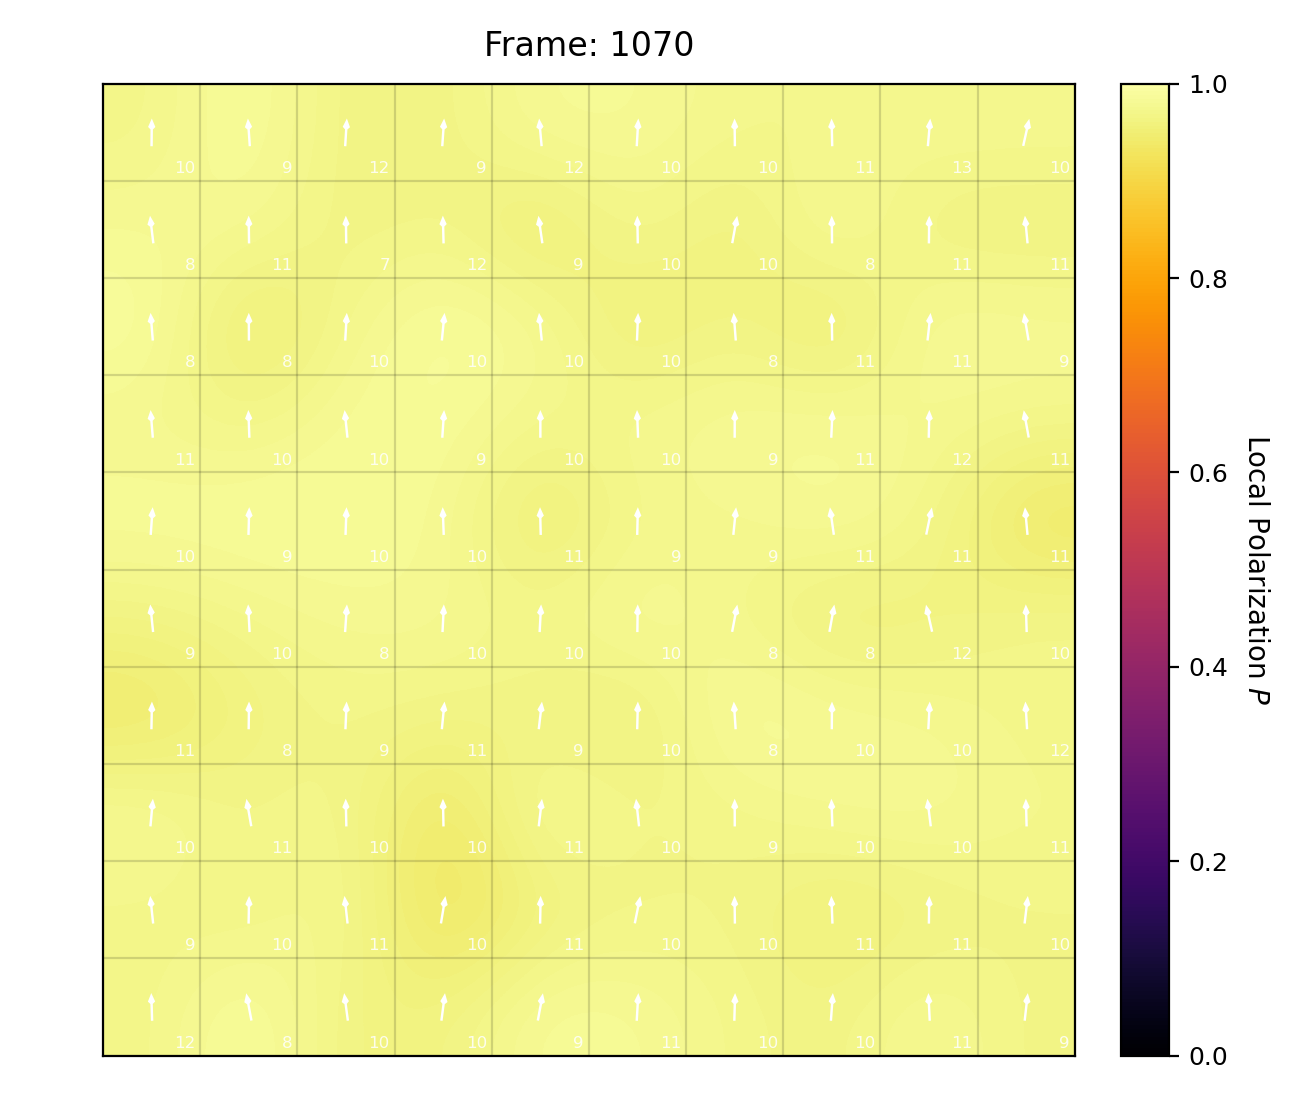 Frame: 1070
10 9 12 9 12 10 10 11 13 10
8 11 7 12 9 10 10 8 11 11
8 8 10 10 10 10 8 11 11 9
11 10 10 9 10 10 9 11 12 11
10 9 10 10 11 9 9 11 11 11
9 10 8 10 10 10 8 8 12 10
11 8 9 11 9 10 8 10 10 12
10 11 10 10 11 10 9 10 10 11
9 10 11 10 11 10 10 11 11 10
12 8 10 10 9 11 10 10 11 9
1.0
0.8
0.6
0.4
0.2
0.0
Local Polarization P